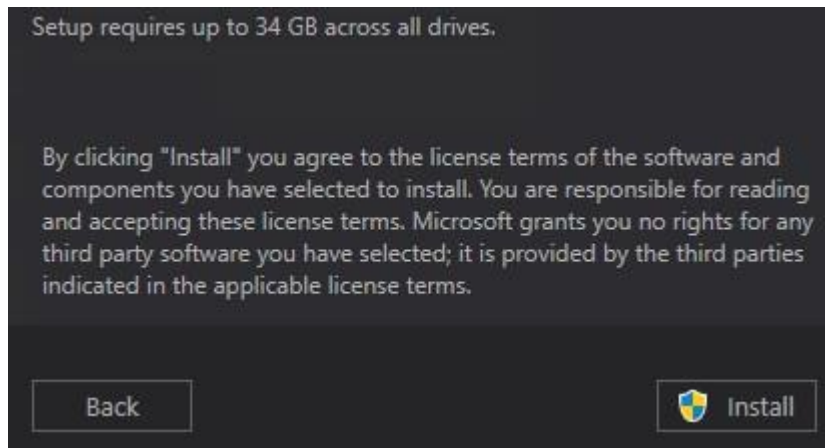 Setup requires up to 34 GB across all drives.
By clicking "Install" you agree to the license terms of the software and
components you have selected to install. You are responsible for reading
and accepting these license terms. Microsoft grants you no rights for any
third party software you have selected; it is provided by the third parties
indicated in the applicable license terms.
Back
Install